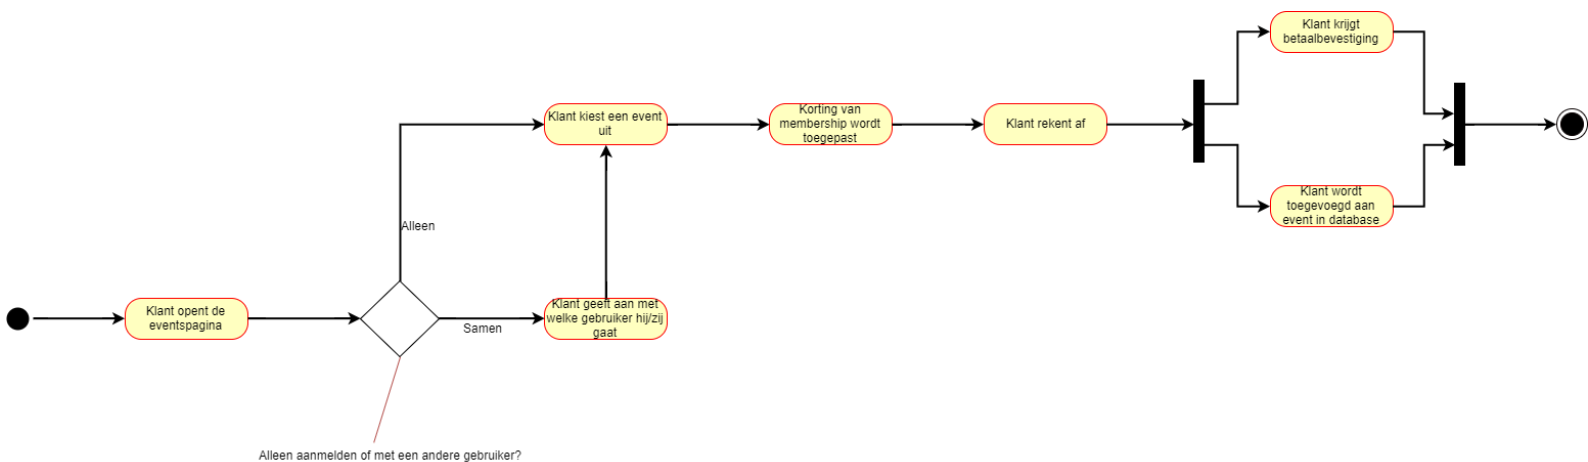 Klant opent de
eventspagina
Alleen aanmelden of met een andere gebruiker?
Alleen
Samen
Klant geeft aan met
welke gebruiker hij/zij
gaat
Klant kiest een event
uit
Korting van
membership wordt
toegepast
Klant rekent af
Klant krijgt
betaalbevestiging
Klant wordt
toegevoegd aan
event in database